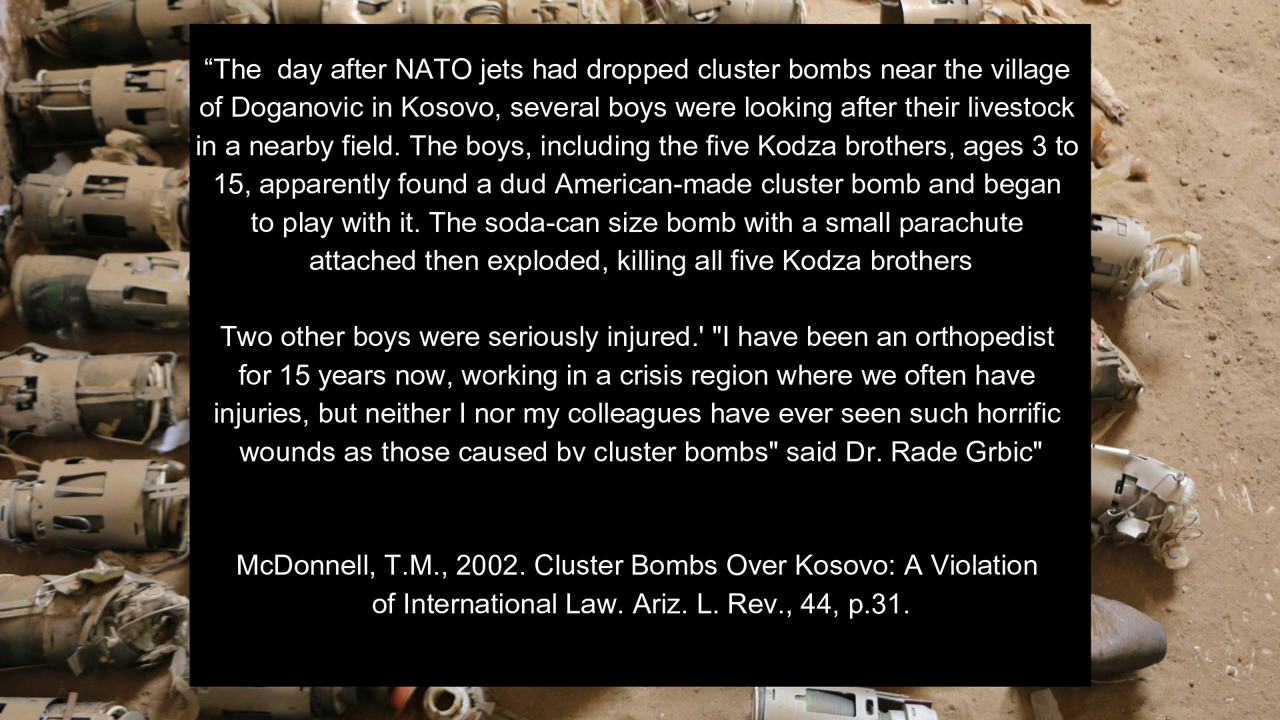 “The  day after NATO jets had dropped cluster bombs near the village
of Doganovic in Kosovo, several boys were looking after their livestock
in a nearby field. The boys, including the five Kodza brothers, ages 3 to
15, apparently found a dud American-made cluster bomb and began
to play with it. The soda-can size bomb with a small parachute
attached then exploded, killing all five Kodza brothers
Two other boys were seriously injured.' "I have been an orthopedist
for 15 years now, working in a crisis region where we often have
injuries, but neither I nor my colleagues have ever seen such horrific
wounds as those caused bv cluster bombs" said Dr. Rade Grbic"
McDonnell, T.M., 2002. Cluster Bombs Over Kosovo: A Violation
of International Law. Ariz. L. Rev., 44, p.31.